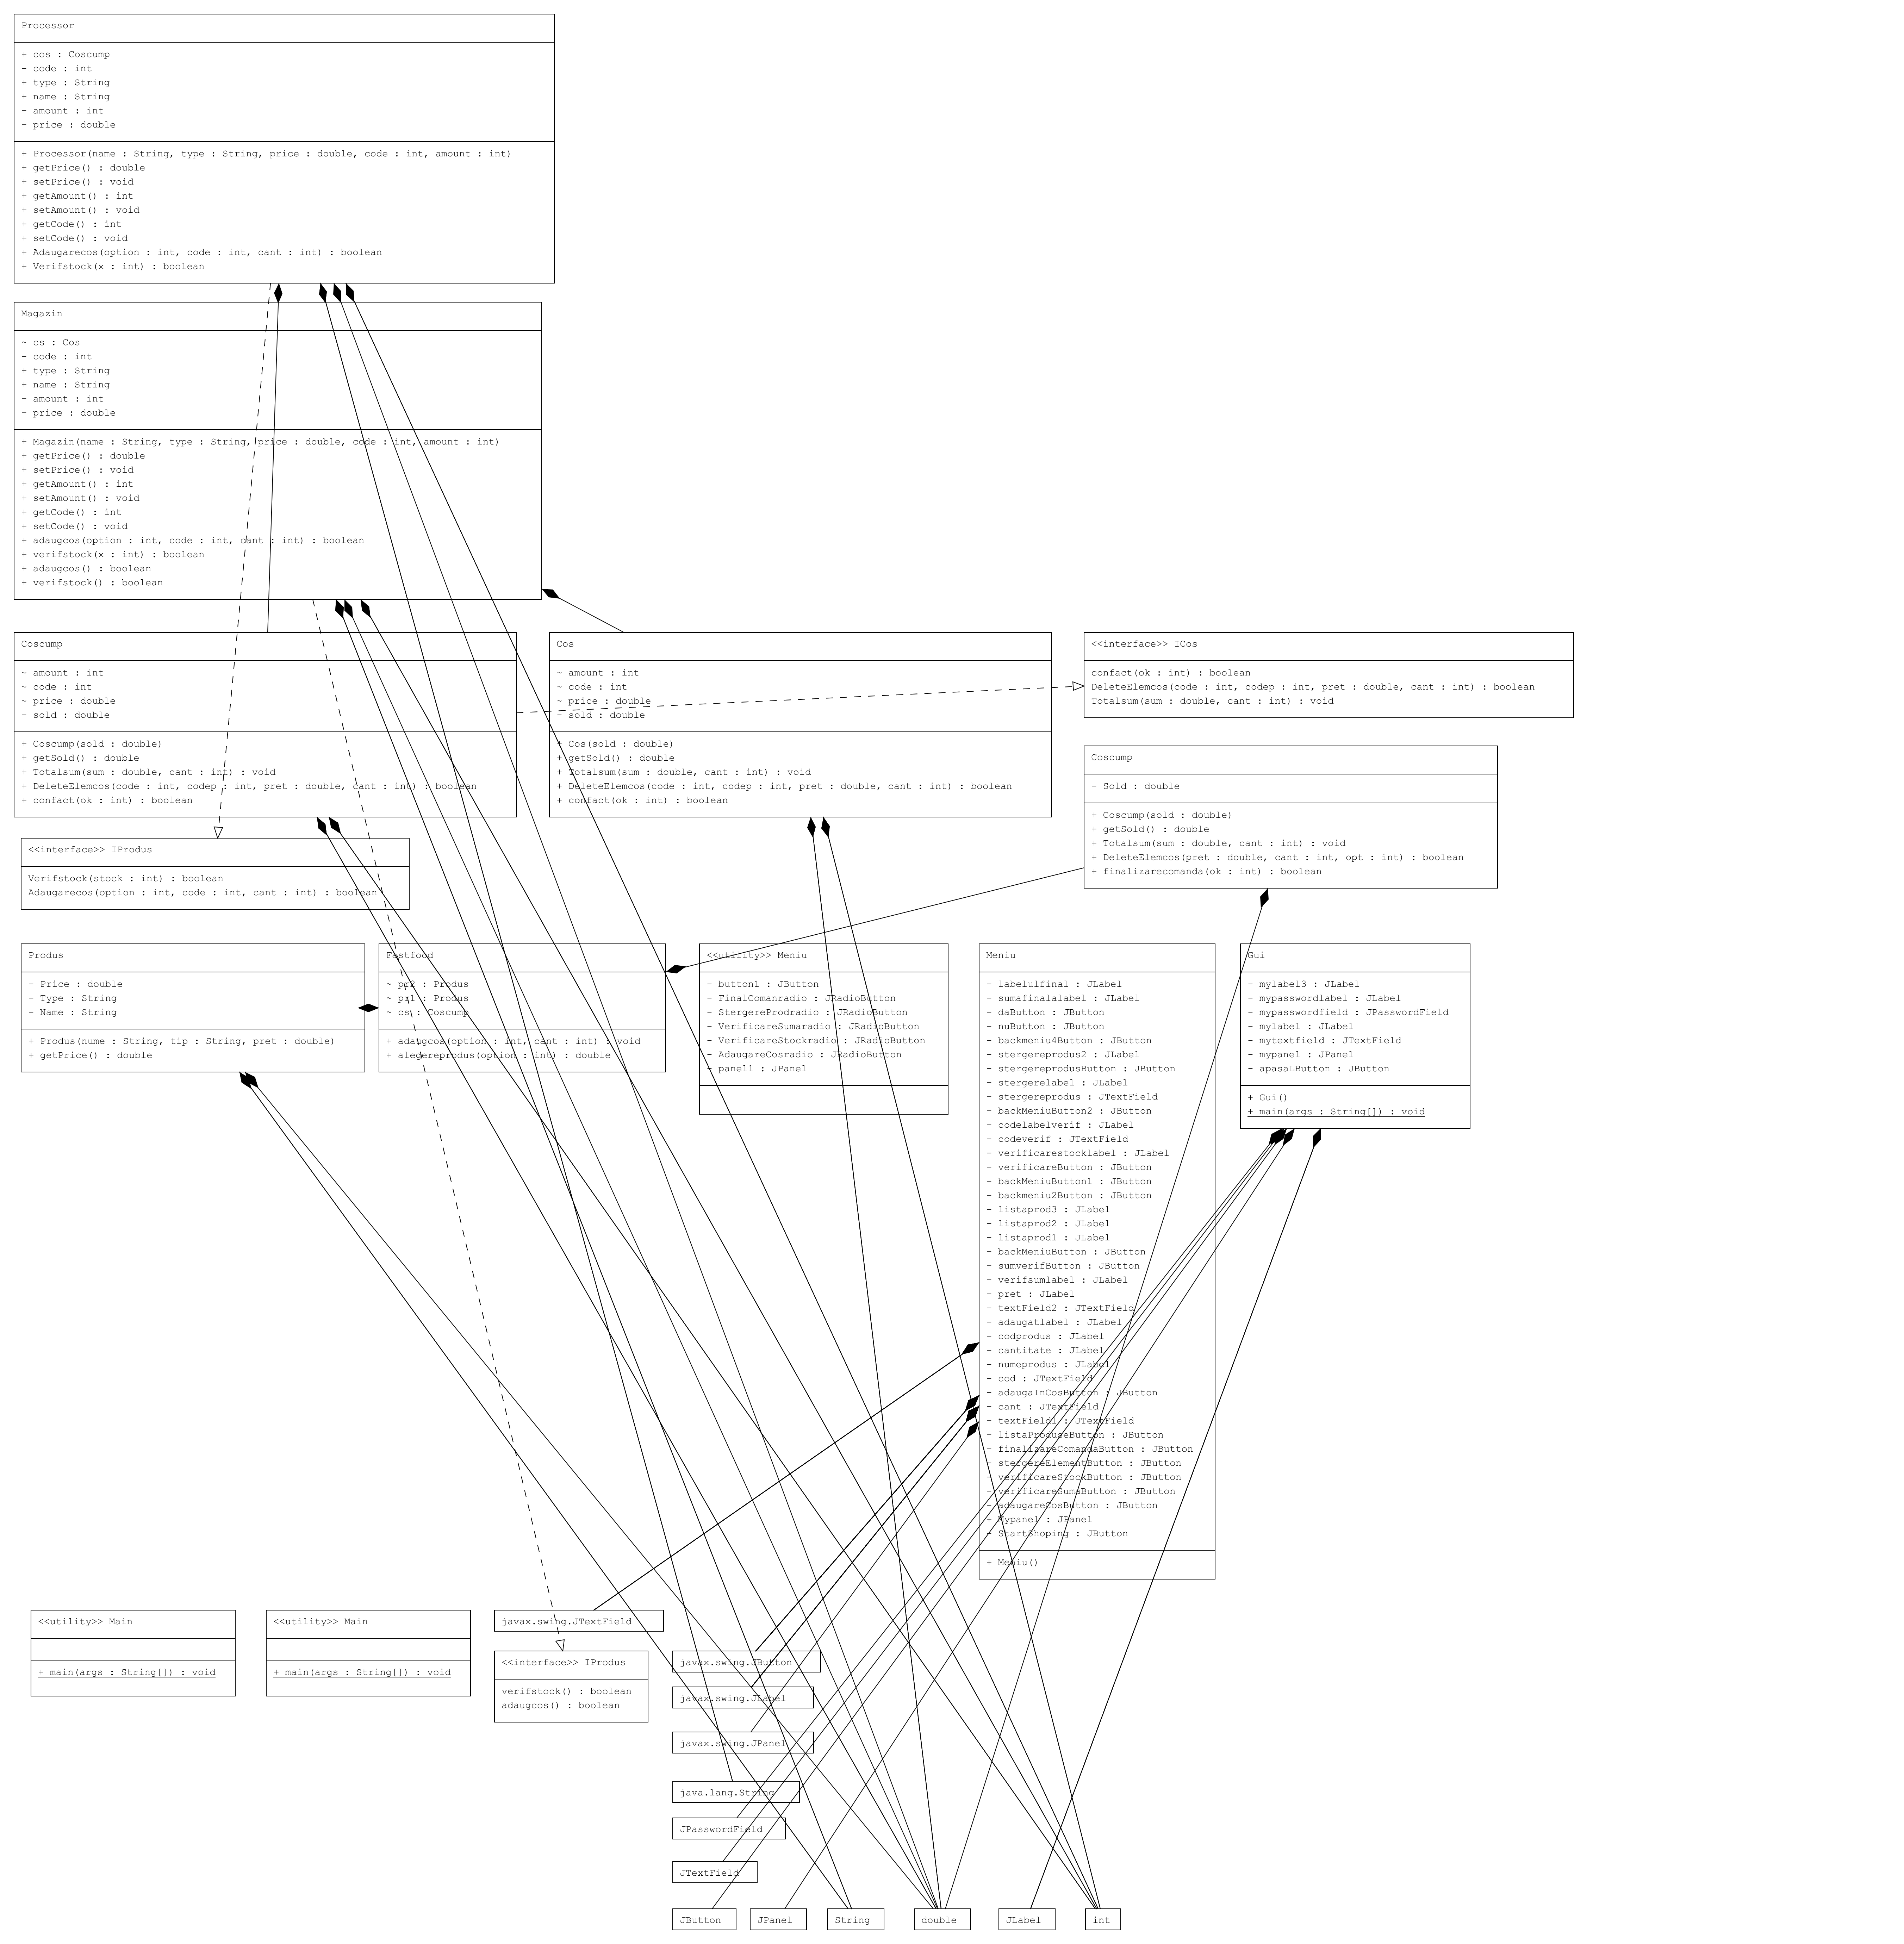 Processor
+ cos : Coscump
- code : int
+ type : String
+ name : String
- amount : int
- price : double
+ Processor(name : String, type : String, price : double, code : int, amount : int)
+ getPrice() : double
+ setPrice() : void
+ getAmount() : int
+ setAmount() : void
+ getCode() : int
+ setCode() : void
+ Adaugarecos(option : int, code : int, cant : int) : boolean
+ Verifstock(x : int) : boolean
Magazin
~ cs : Cos
- code : int
+ type : String
+ name : String
- amount : int
- price : double
+ Magazin(name : String, type : String, price : double, code : int, amount : int)
+ getPrice() : double
+ setPrice() : void
+ getAmount() : int
+ setAmount() : void
+ getCode() : int
+ setCode() : void
+ adaugcos(option : int, code : int, cant : int) : boolean
+ verifstock(x : int) : boolean
+ adaugcos() : boolean
+ verifstock() : boolean
Coscump
~ amount : int
~ code : int
~ price : double
- sold : double
+ Coscump(sold : double)
+ getSold() : double
+ Totalsum(sum : double, cant : int) : void
+ DeleteElemcos(code : int, codep : int, pret : double, cant : int) : boolean
+ confact(ok : int) : boolean
Cos
~ amount : int
~ code : int
~ price : double
- sold : double
+ Cos(sold : double)
+ getSold() : double
+ Totalsum(sum : double, cant : int) : void
+ DeleteElemcos(code : int, codep : int, pret : double, cant : int) : boolean
+ confact(ok : int) : boolean
<<interface>> ICos
confact(ok : int) : boolean
DeleteElemcos(code : int, codep : int, pret : double, cant : int) : boolean
Totalsum(sum : double, cant : int) : void
Coscump
- Sold : double
+ Coscump(sold : double)
+ getSold() : double
+ Totalsum(sum : double, cant : int) : void
+ DeleteElemcos(pret : double, cant : int, opt : int) : boolean
+ finalizarecomanda(ok : int) : boolean
<<interface>> IProdus
Verifstock(stock : int) : boolean
Adaugarecos(option : int, code : int, cant : int) : boolean
Produs
- Price : double
- Type : String
- Name : String
+ Produs(nume : String, tip : String, pret : double)
+ getPrice() : double
Fastfood
~ pr2 : Produs
~ pr1 : Produs
~ cs : Coscump
+ adaugcos(option : int, cant : int) : void
+ alegereprodus(option : int) : double
<<utility>> Meniu
- button1 : JButton
- FinalComanradio : JRadioButton
- StergereProdradio : JRadioButton
- VerificareSumaradio : JRadioButton
- VerificareStockradio : JRadioButton
- AdaugareCosradio : JRadioButton
- panel1 : JPanel
Meniu
- labelulfinal : JLabel
- sumafinalalabel : JLabel
- daButton : JButton
- nuButton : JButton
- backmeniu4Button : JButton
- stergereprodus2 : JLabel
- stergereprodusButton : JButton
- stergerelabel : JLabel
- stergereprodus : JTextField
- backMeniuButton2 : JButton
- codelabelverif : JLabel
- codeverif : JTextField
- verificarestocklabel : JLabel
- verificareButton : JButton
- backMeniuButton1 : JButton
- backmeniu2Button : JButton
- listaprod3 : JLabel
- listaprod2 : JLabel
- listaprod1 : JLabel
- backMeniuButton : JButton
- sumverifButton : JButton
- verifsumlabel : JLabel
- pret : JLabel
- textField2 : JTextField
- adaugatlabel : JLabel
- codprodus : JLabel
- cantitate : JLabel
- numeprodus : JLabel
- cod : JTextField
- adaugaInCosButton : JButton
- cant : JTextField
- textField1 : JTextField
- listaProduseButton : JButton
- finalizareComandaButton : JButton
- stergereElementButton : JButton
- verificareStockButton : JButton
- verificareSumaButton : JButton
- adaugareCosButton : JButton
+ Mypanel : JPanel
- StartShoping : JButton
+ Meniu()
Gui
- mylabel3 : JLabel
- mypasswordlabel : JLabel
- mypasswordfield : JPasswordField
- mylabel : JLabel
- mytextfield : JTextField
- mypanel : JPanel
- apasaLButton : JButton
+ Gui()
+ main(args : String[]) : void
<<utility>> Main
+ main(args : String[]) : void
<<utility>> Main
+ main(args : String[]) : void
javax.swing.JTextField
<<interface>> IProdus
verifstock() : boolean
adaugcos() : boolean
javax.swing.JButton
javax.swing.JLabel
javax.swing.JPanel
java.lang.String
JPasswordField
JTextField
JButton
JPanel
String
double
JLabel
int